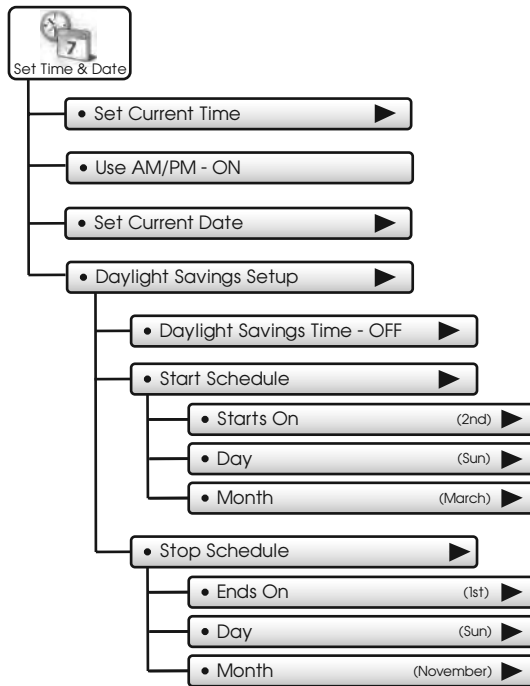 7
Set Time & Date
• Set Current Time
• Use AM/PM - ON
• Set Current Date
• Daylight Savings Setup
• Daylight Savings Time - OFF
• Start Schedule
• Starts On (2nd)
• Day (Sun)
• Month (March)
• Stop Schedule
• Ends On (1st)
• Day (Sun)
• Month (November)